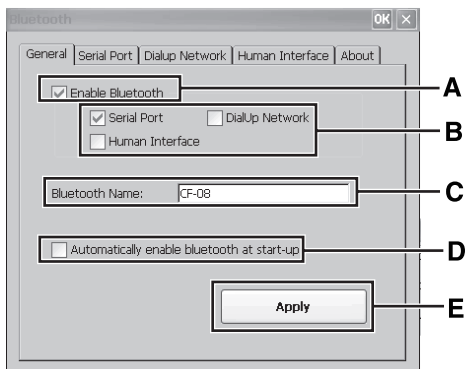 Bluetooth OK ×
General Serial Port Dialup Network Human Interface About
Enable Bluetooth A
Serial Port DialUp Network B
Human Interface
Bluetooth Name: CF-08 C
Automatically enable bluetooth at start-up D
Apply E